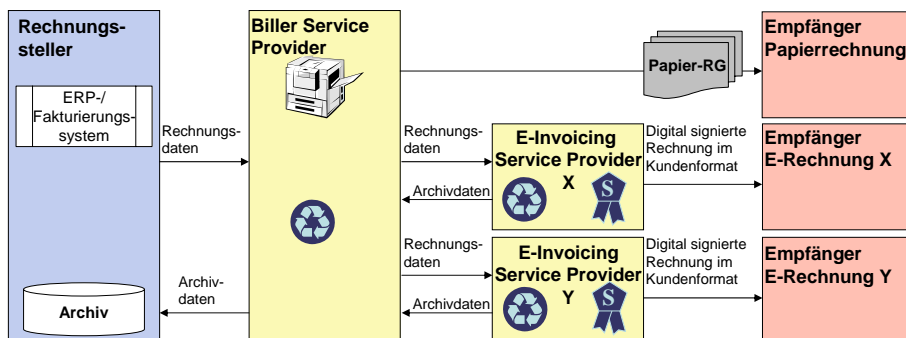 Rechnungs-
steller
ERP-/
Fakturierungs-
system
Rechnungs-
daten
Archiv-
daten
Archiv
Biller Service
Provider
Papier-RG
Empfänger
Papierrechnung
Rechnungs-
daten
Archivdaten
E-Invoicing
Service Provider
X
S
Digital signierte
Rechnung im
Kundenformat
Empfänger
E-Rechnung X
Rechnungs-
daten
Archivdaten
E-Invoicing
Service Provider
Y
S
Digital signierte
Rechnung im
Kundenformat
Empfänger
E-Rechnung Y